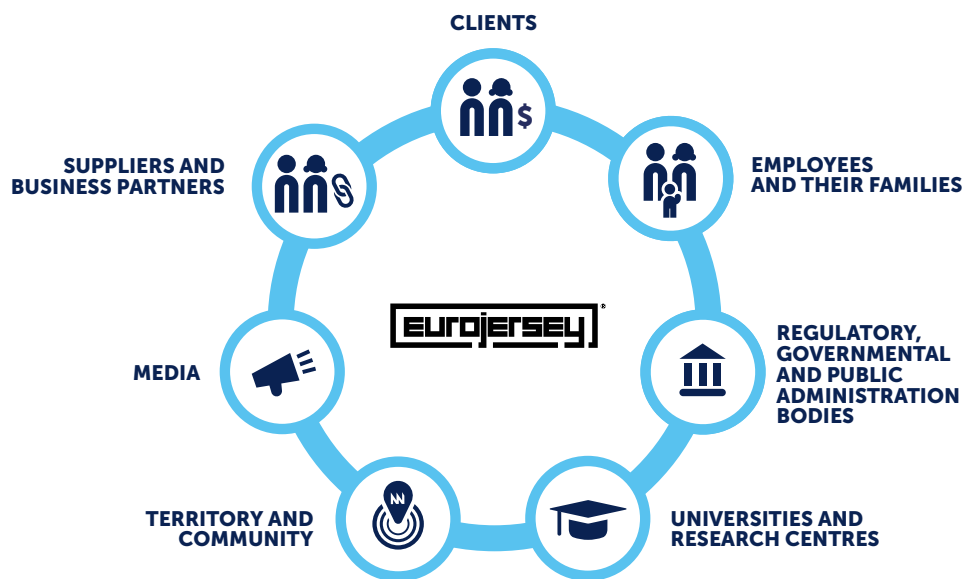 CLIENTS
SUPPLIERS AND
BUSINESS PARTNERS
EMPLOYEES
AND THEIR FAMILIES
$
eurojersey®
MEDIA
REGULATORY,
GOVERNMENTAL
AND PUBLIC
ADMINISTRATION
BODIES
TERRITORY AND
COMMUNITY
UNIVERSITIES AND
RESEARCH CENTRES